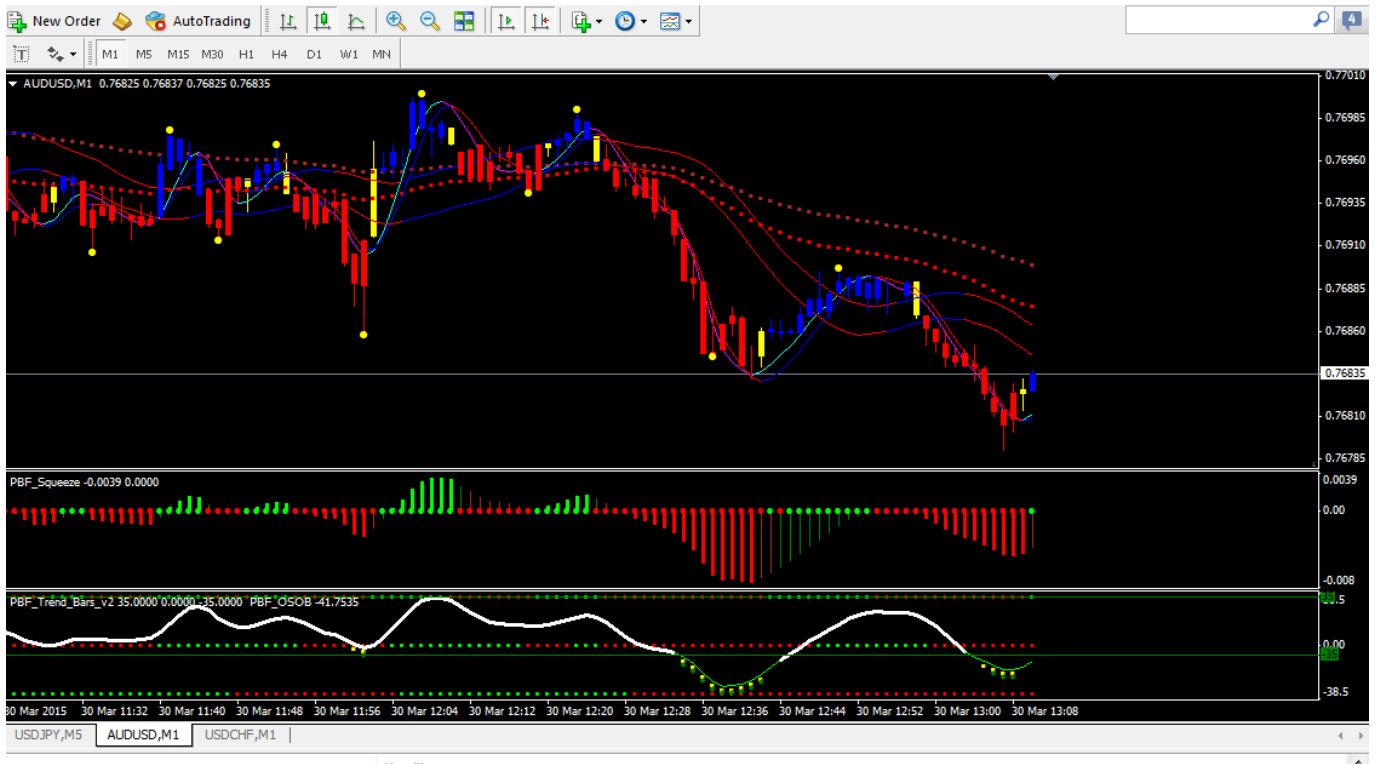 New Order AutoTrading 4
T M1 M5 M15 M30 H1 H4 D1 W1 MN
AUDUSD,M1 0.76825 0.76837 0.76825 0.76835
0.77010
0.76985
0.76960
0.76935
0.76910
0.76885
0.76860
0.76835
0.76810
0.76785
PBF_Squeeze -0.0039 0.0000
0.0039
0.00
-0.008
PBF_Trend_Bars_v2 35.0000 0.0000 -35.0000 PBF_OSOB -41.7535
0.00
-38.5
30 Mar 2015 30 Mar 11:32 30 Mar 11:40 30 Mar 11:48 30 Mar 11:56 30 Mar 12:04 30 Mar 12:12 30 Mar 12:20 30 Mar 12:28 30 Mar 12:36 30 Mar 12:44 30 Mar 12:52 30 Mar 13:00 30 Mar 13:08
USDJPY,M5 AUDUSD,M1 USDCHF,M1